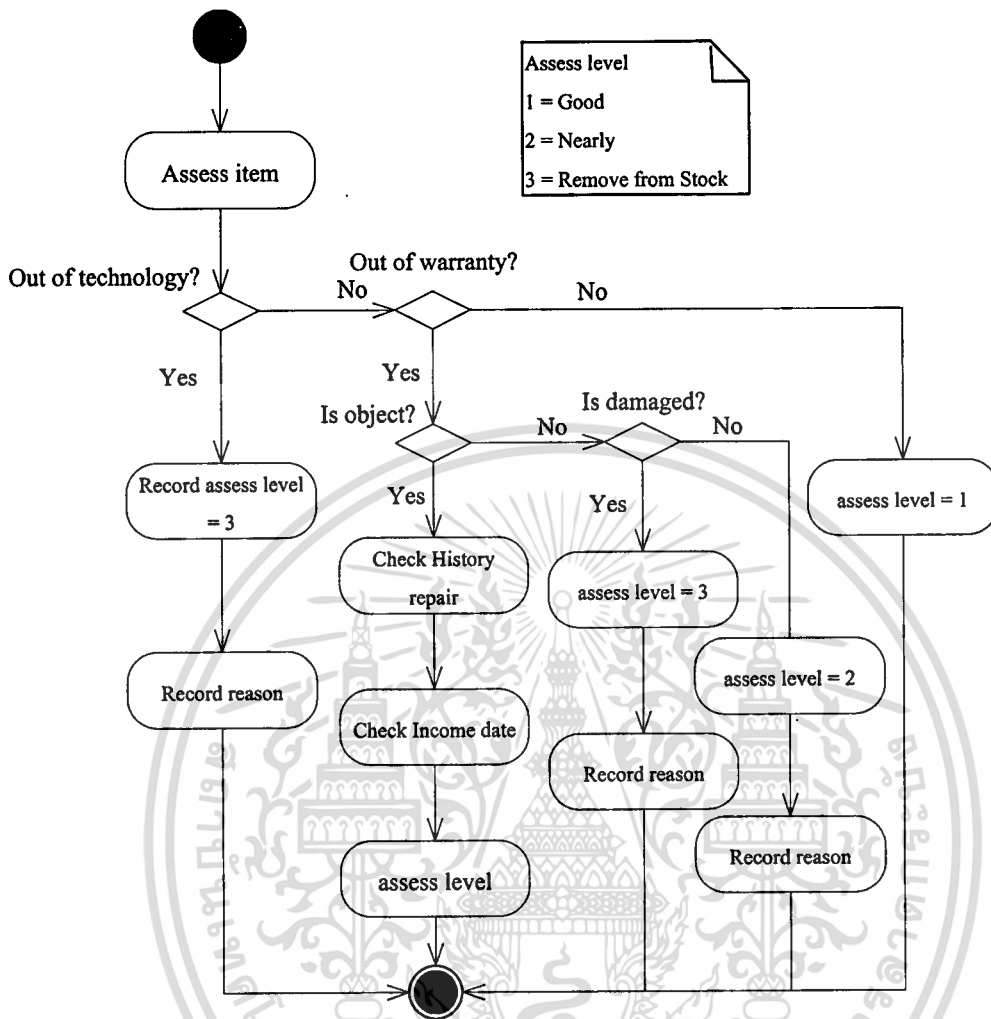 Assess level
1 = Good
2 = Nearly
3 = Remove from Stock
Assess item
Out of technology?
Out of warranty?
No
No
Yes
Yes
Is object?
Is damaged?
No
No
Record assess level
= 3
Yes
Yes
assess level = 1
Check History
repair
assess level = 3
Record reason
assess level = 2
Check Income date
Record reason
Record reason
assess level